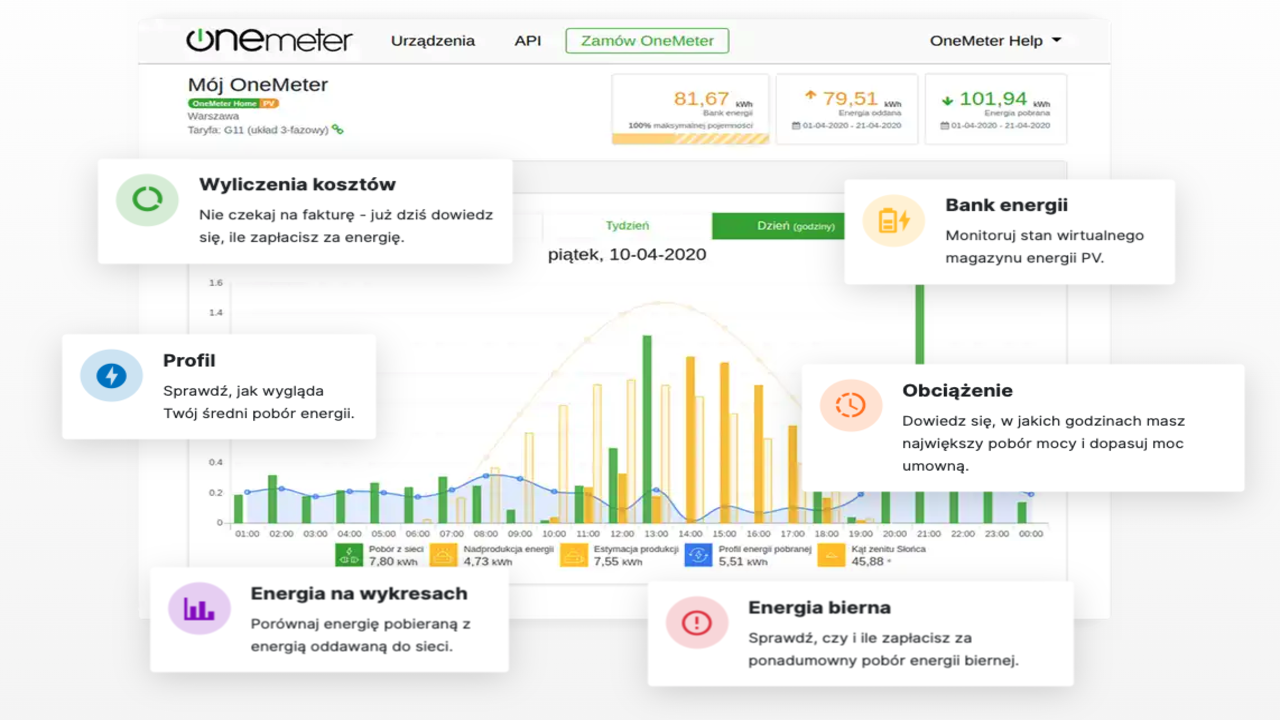 onemeter
Urządzenia
API
Zamów OneMeter
OneMeter Help
Mój OneMeter
OneMeter Home PV
Warszawa
Taryfa: G11 (układ 3-fazowy)
81,67 kWh
Bank energii
100% maksymalnej pojemności
79,51 kWh
Energia oddana
01-04-2020 - 21-04-2020
101,94 kWh
Energia pobrana
01-04-2020 - 21-04-2020
Wyliczenia kosztów
Nie czekaj na fakturę - już dziś dowiedz
się, ile zapłacisz za energię.
Tydzień
Dzień (godziny)
Bank energii
Monitoruj stan wirtualnego
magazynu energii PV.
piątek, 10-04-2020
1.6
1.4
0.4
0.2
0
Profil
Sprawdź, jak wygląda
Twój średni pobór energii.
Obciążenie
Dowiedz się, w jakich godzinach masz
największy pobór mocy i dopasuj moc
umowną.
01:00 02:00 03:00 04:00 05:00 06:00 07:00 08:00 09:00 10:00 11:00 12:00 13:00 14:00 15:00 16:00 17:00 18:00 19:00 20:00 21:00 22:00 23:00 00:00
Pobór z sieci
7,80 kWh
Nadprodukcja energii
4,73 kWh
Estymacja produkcji
7,55 kWh
Profil energii pobranej
5,51 kWh
Kąt zenitu Słońca
45,88 °
Energia na wykresach
Porównaj energię pobieraną z
energią oddawaną do sieci.
Energia bierna
Sprawdź, czy i ile zapłacisz za
ponadumowny pobór energii biernej.